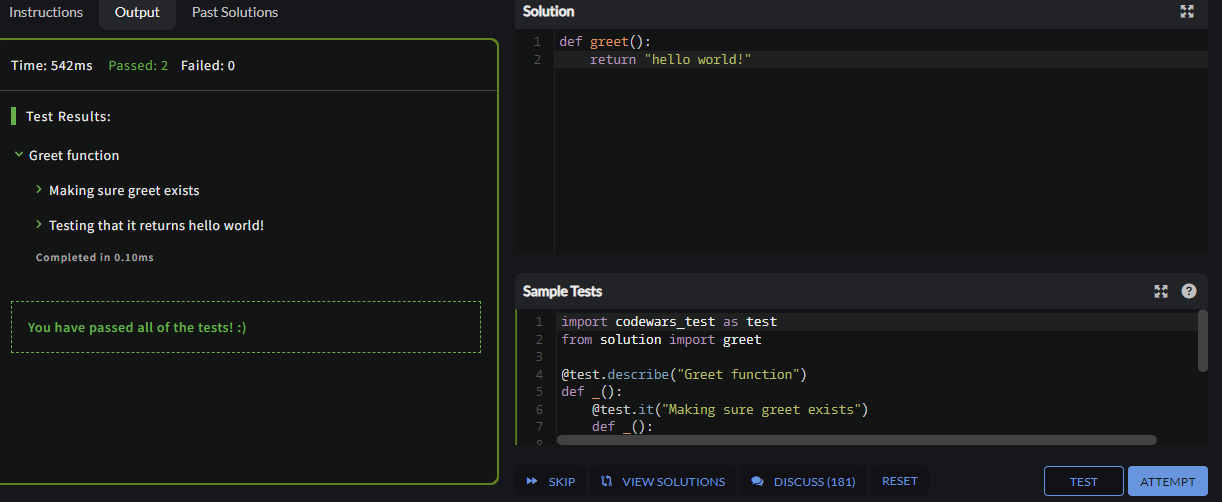 Instructions
Output
Past Solutions
Time: 542ms Passed: 2 Failed: 0
Test Results:
Greet function
Making sure greet exists
Testing that it returns hello world!
Completed in 0.10ms
You have passed all of the tests! :)
Solution
1 def greet():
2     return "hello world!"
Sample Tests
?
1 import codewars_test as test
2 from solution import greet
3
4 @test.describe("Greet function")
5 def _():
6     @test.it("Making sure greet exists")
7     def _():
SKIP
VIEW SOLUTIONS
DISCUSS (181)
RESET
TEST
ATTEMPT